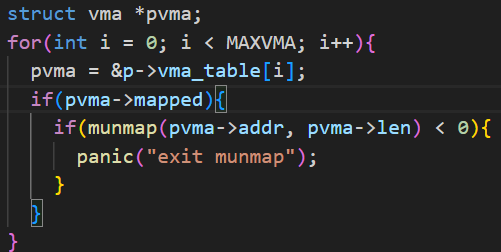 struct vma *pvma;
for(int i = 0; i < MAXVMA; i++){
  pvma = &p->vma_table[i];
  if(pvma->mapped){
    if(munmap(pvma->addr, pvma->len) < 0){
      panic("exit munmap");
    }
  }
}